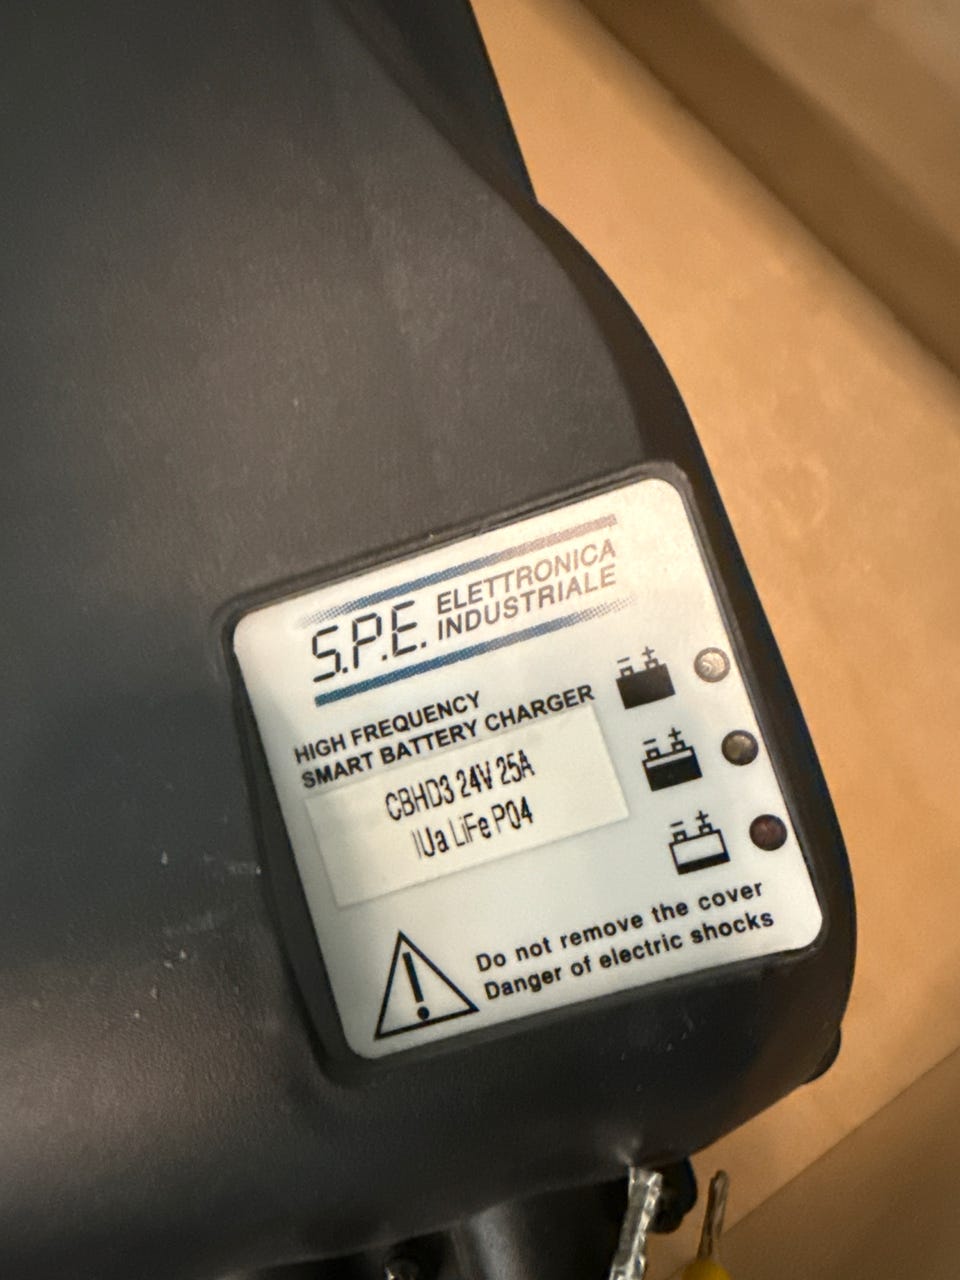 S.P.E. ELETTRONICA
INDUSTRIALE
HIGH FREQUENCY
SMART BATTERY CHARGER
CBHD3 24V 25A
IUa LiFe PO4
Do not remove the cover
Danger of electric shocks